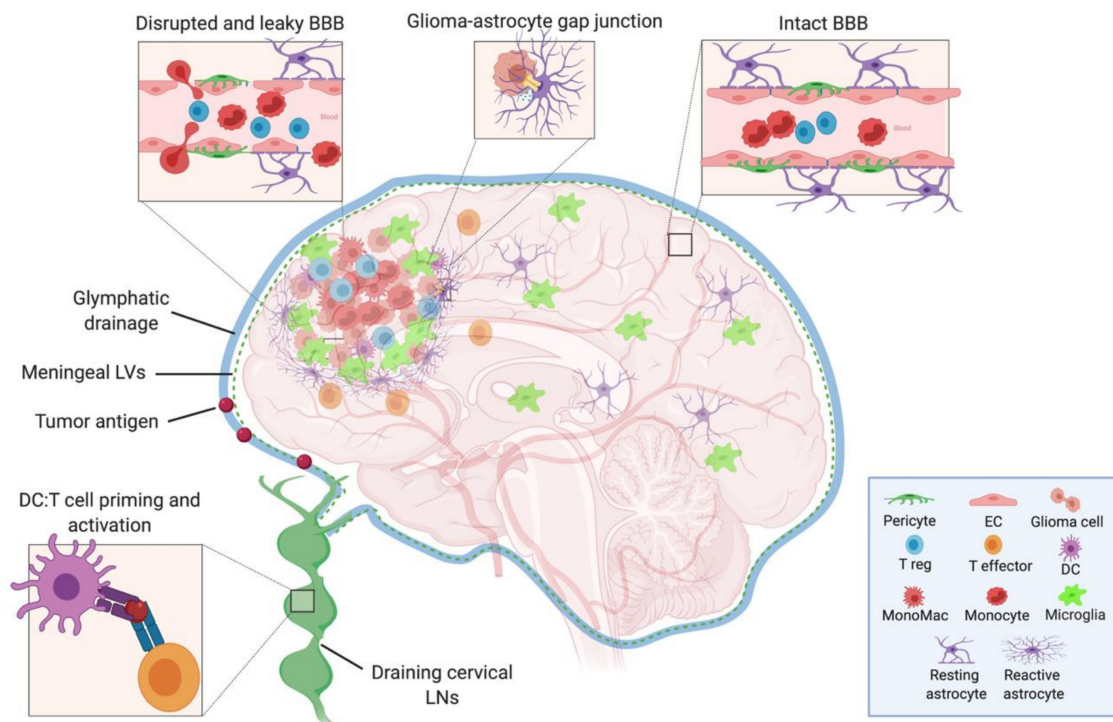 Disrupted and leaky BBB
Glioma-astrocyte gap junction
Intact BBB
Blood
Blood
Glymphatic
drainage
Meningeal LVs
Tumor antigen
DC:T cell priming and
activation
Draining cervical
LNs
Pericyte
EC
Glioma cell
T reg
T effector
DC
MonoMac
Monocyte
Microglia
Resting
astrocyte
Reactive
astrocyte